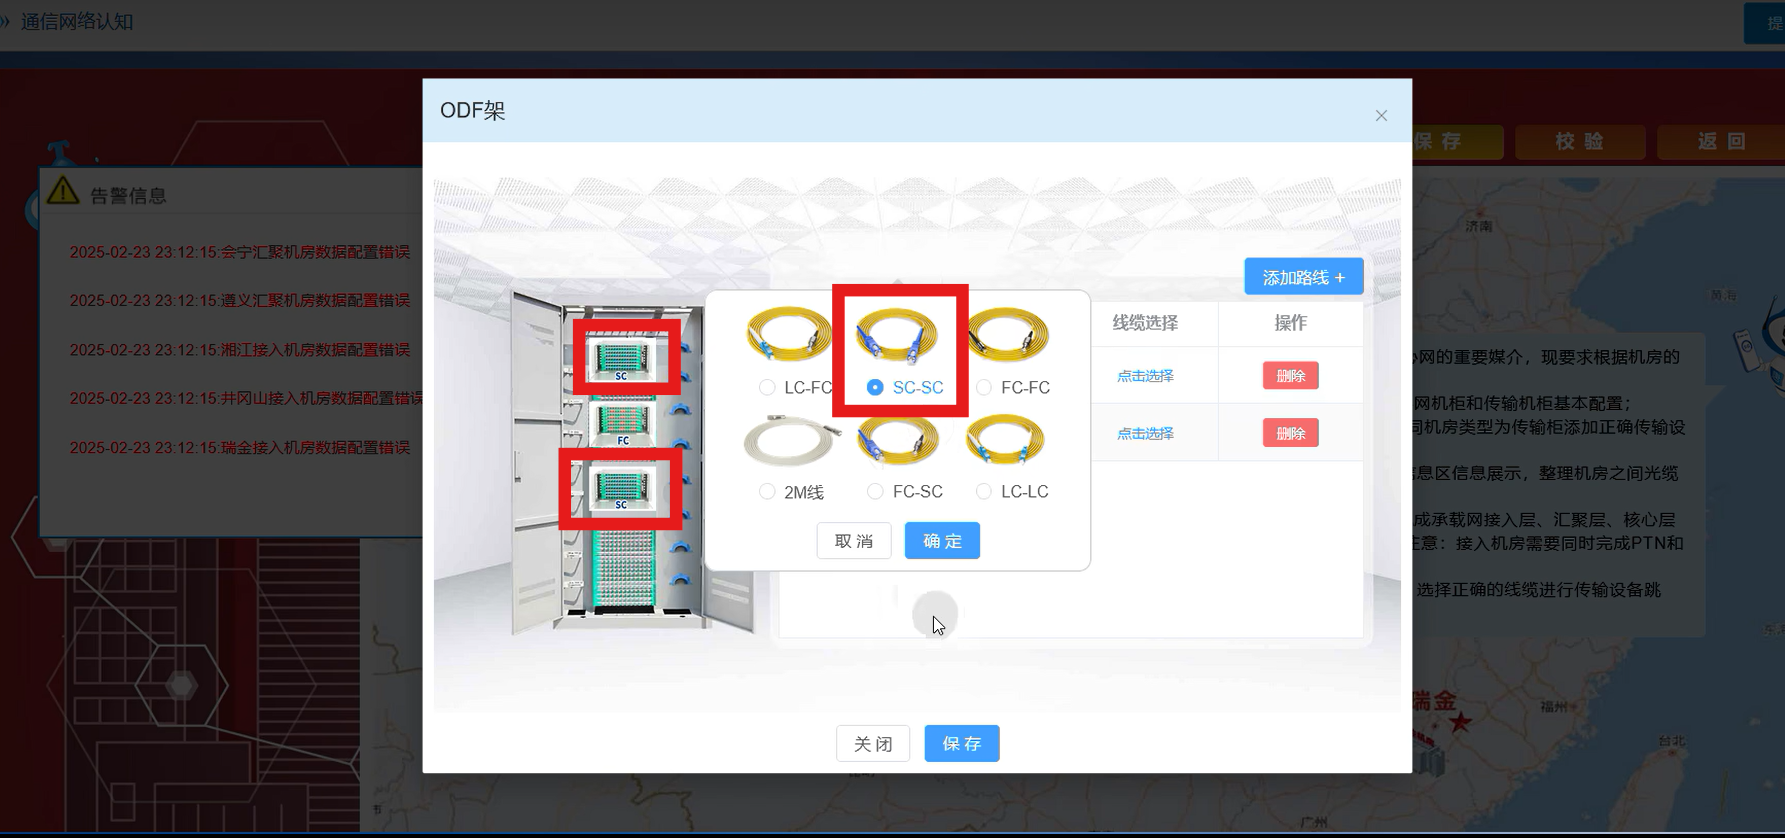 » 通信网络认知
提
ODF架
×
保 存
校 验
返 回
告警信息
2025-02-23 23:12:15:会宁汇聚机房数据配置错误
2025-02-23 23:12:15:遵义汇聚机房数据配置错误
2025-02-23 23:12:15:湘江接入机房数据配置错误
2025-02-23 23:12:15:井冈山接入机房数据配置错误
2025-02-23 23:12:15:瑞金接入机房数据配置错误
添加路线 +
线缆选择
操作
点击选择
删除
点击选择
删除
SC
FC
SC
LC-FC
SC-SC
FC-FC
2M线
FC-SC
LC-LC
取 消
确 定
关 闭
保 存
济南
黄海
网的重要媒介，现要求根据机房的
网机柜和传输机柜基本配置；
机房类型为传输柜添加正确传输设
息区信息展示，整理机房之间光缆
成承载网接入层、汇聚层、核心层
注意：接入机房需要同时完成PTN和
选择正确的线缆进行传输设备跳
瑞金
福州
台北
东
广州
市